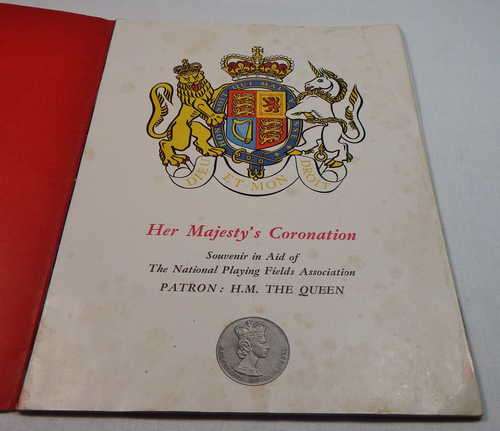 DIEU ET MON DROIT
Her Majesty's Coronation
Souvenir in Aid of
The National Playing Fields Association
PATRON: H.M. THE QUEEN